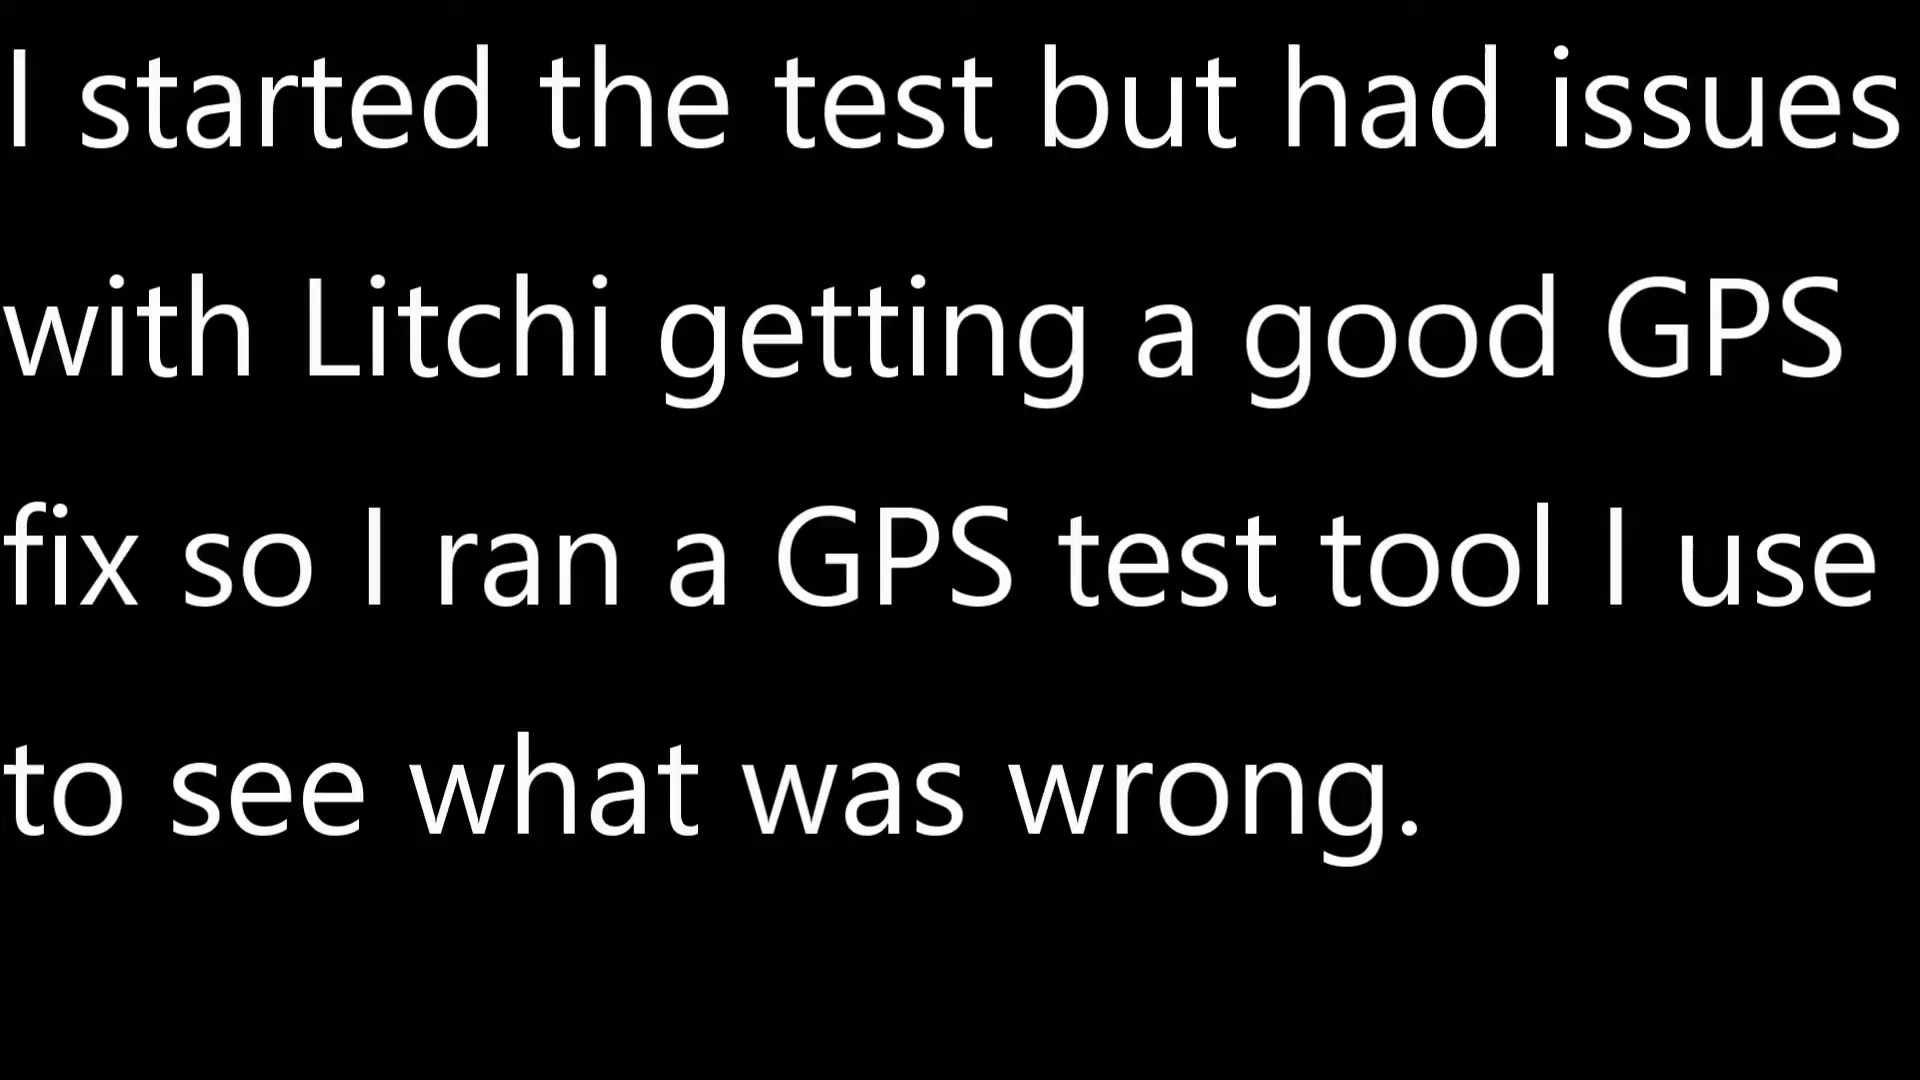 I started the test but had issues
with Litchi getting a good GPS
fix so I ran a GPS test tool I use
to see what was wrong.